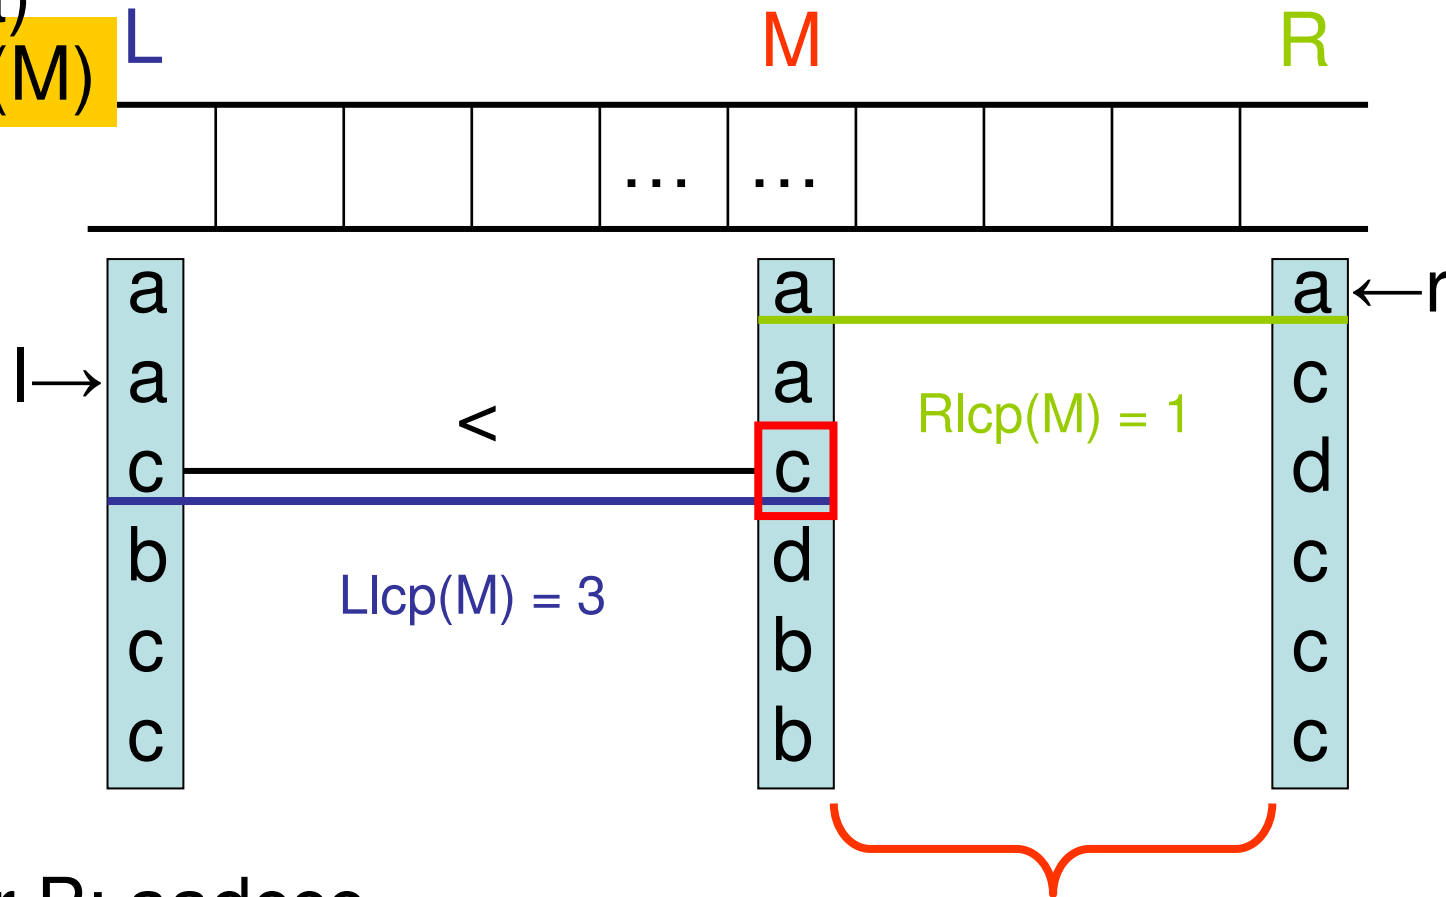 (M)
L M R
... ...
a a a ←r
l→ a a c
<
RlcP(M) = 1
c c d
b d c
Llcp(M) = 3
c b c
c b c